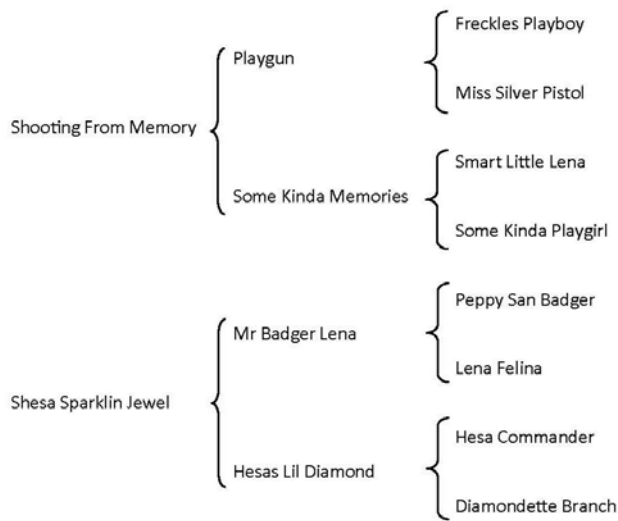 Freckles Playboy
Playgun
Miss Silver Pistol
Shooting From Memory
Smart Little Lena
Some Kinda Memories
Some Kinda Playgirl
Peppy San Badger
Mr Badger Lena
Lena Felina
Shesa Sparklin Jewel
Hesa Commander
Hesas Lil Diamond
Diamondette Branch